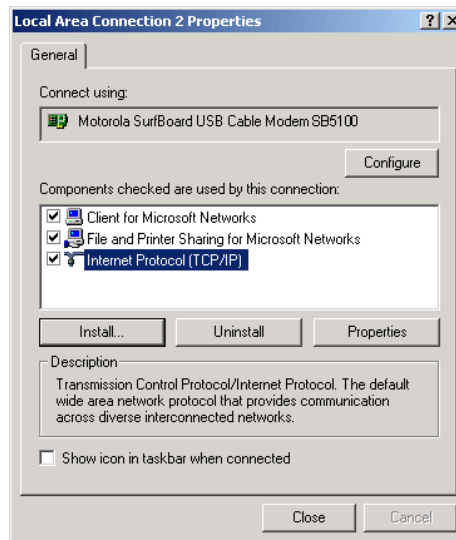 Local Area Connection 2 Properties
General
Connect using:
Motorola SurfBoard USB Cable Modem SB5100
Configure
Components checked are used by this connection:
Client for Microsoft Networks
File and Printer Sharing for Microsoft Networks
Internet Protocol (TCP/IP)
Install... Uninstall Properties
Description
Transmission Control Protocol/Internet Protocol. The default
wide area network protocol that provides communication
across diverse interconnected networks.
Show icon in taskbar when connected
Close Cancel